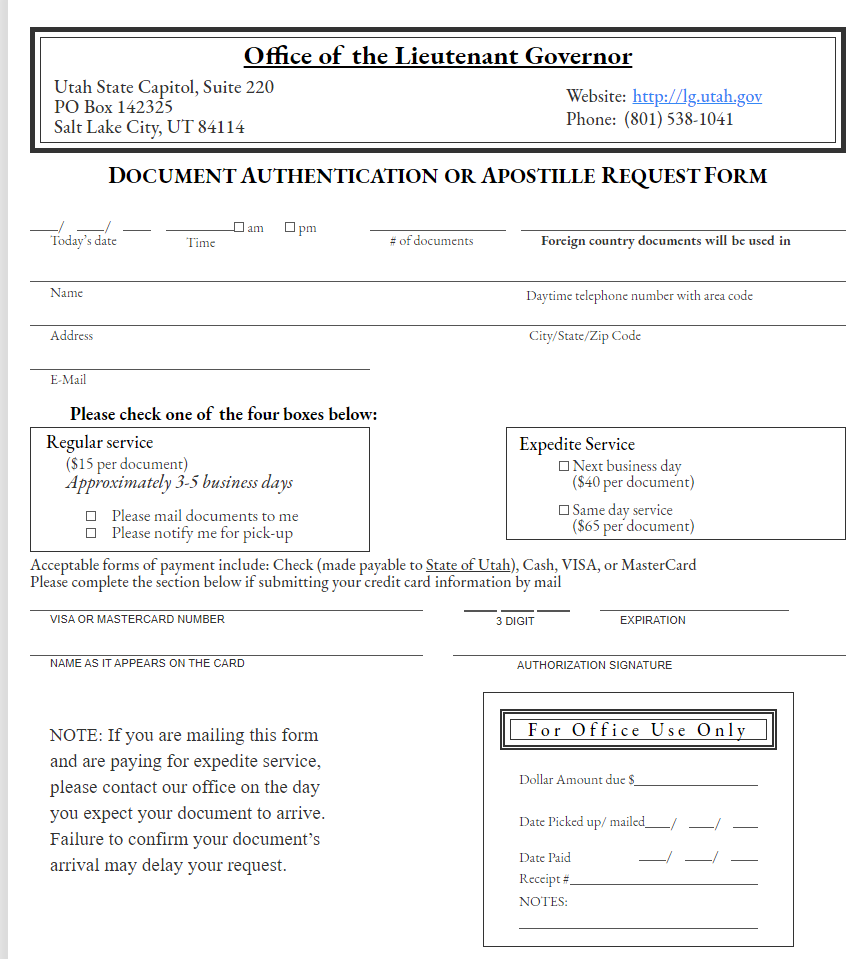 Office of the Lieutenant Governor
Utah State Capitol, Suite 220
PO Box 142325
Salt Lake City, UT 84114
Website: http://lg.utah.gov
Phone: (801) 538-1041
DOCUMENT AUTHENTICATION OR APOSTILLE REQUEST FORM
___/ ___/ ___ ________ ☐ am ☐ pm
Today's date Time # of documents Foreign country documents will be used in
Name Daytime telephone number with area code
Address City/State/Zip Code
E-Mail
Please check one of the four boxes below:
Regular service
($15 per document)
Approximately 3-5 business days
☐ Please mail documents to me
☐ Please notify me for pick-up
Expedite Service
☐ Next business day
($40 per document)
☐ Same day service
($65 per document)
Acceptable forms of payment include: Check (made payable to State of Utah), Cash, VISA, or MasterCard
Please complete the section below if submitting your credit card information by mail
VISA OR MASTERCARD NUMBER 3 DIGIT EXPIRATION
NAME AS IT APPEARS ON THE CARD AUTHORIZATION SIGNATURE
NOTE: If you are mailing this form
and are paying for expedite service,
please contact our office on the day
you expect your document to arrive.
Failure to confirm your document's
arrival may delay your request.
For Office Use Only
Dollar Amount due $________
Date Picked up/ mailed___/ ___/ ___
Date Paid ___/ ___/ ___
Receipt #________
NOTES: